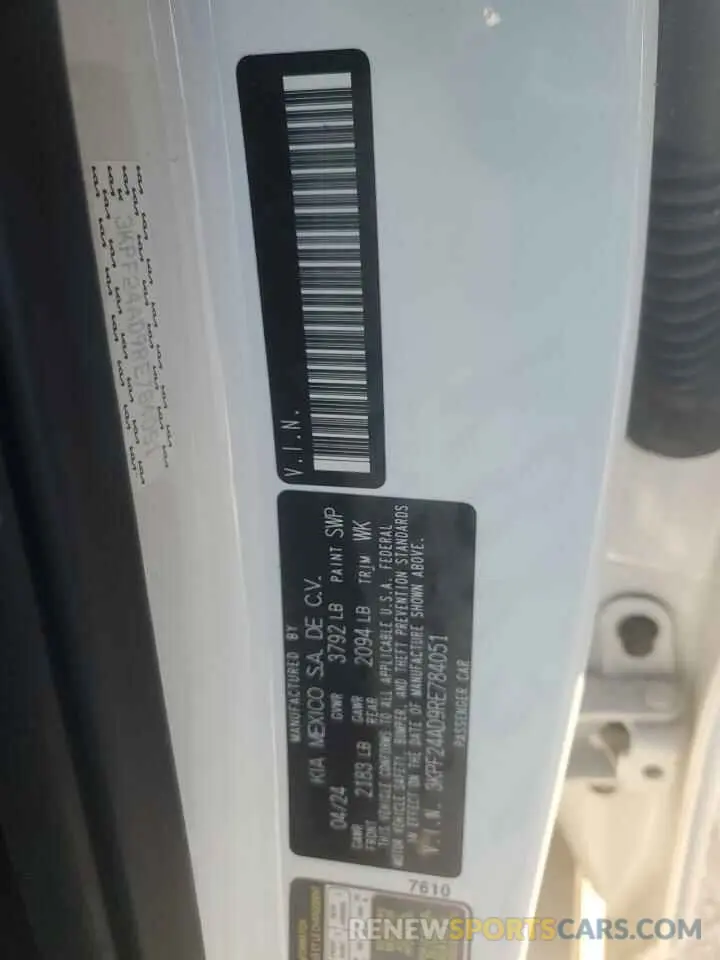 V.I.N.
MANUFACTURED BY
KIA MEXICO S.A. DE C.V.
04/24 GVWR 3792 LB PAINT SWP
GAWR FRONT 2183 LB GAWR REAR 2094 LB TRIM WK
THIS VEHICLE CONFORMS TO ALL APPLICABLE U.S.A. FEDERAL
MOTOR VEHICLE SAFETY, BUMPER, AND THEFT PREVENTION STANDARDS
IN EFFECT ON THE DATE OF MANUFACTURE SHOWN ABOVE.
V.I.N. 3KPF24AD9RE784051
PASSENGER CAR
3KPF24AD9RE784051
7610
RENEWSPORTSCARS.COM